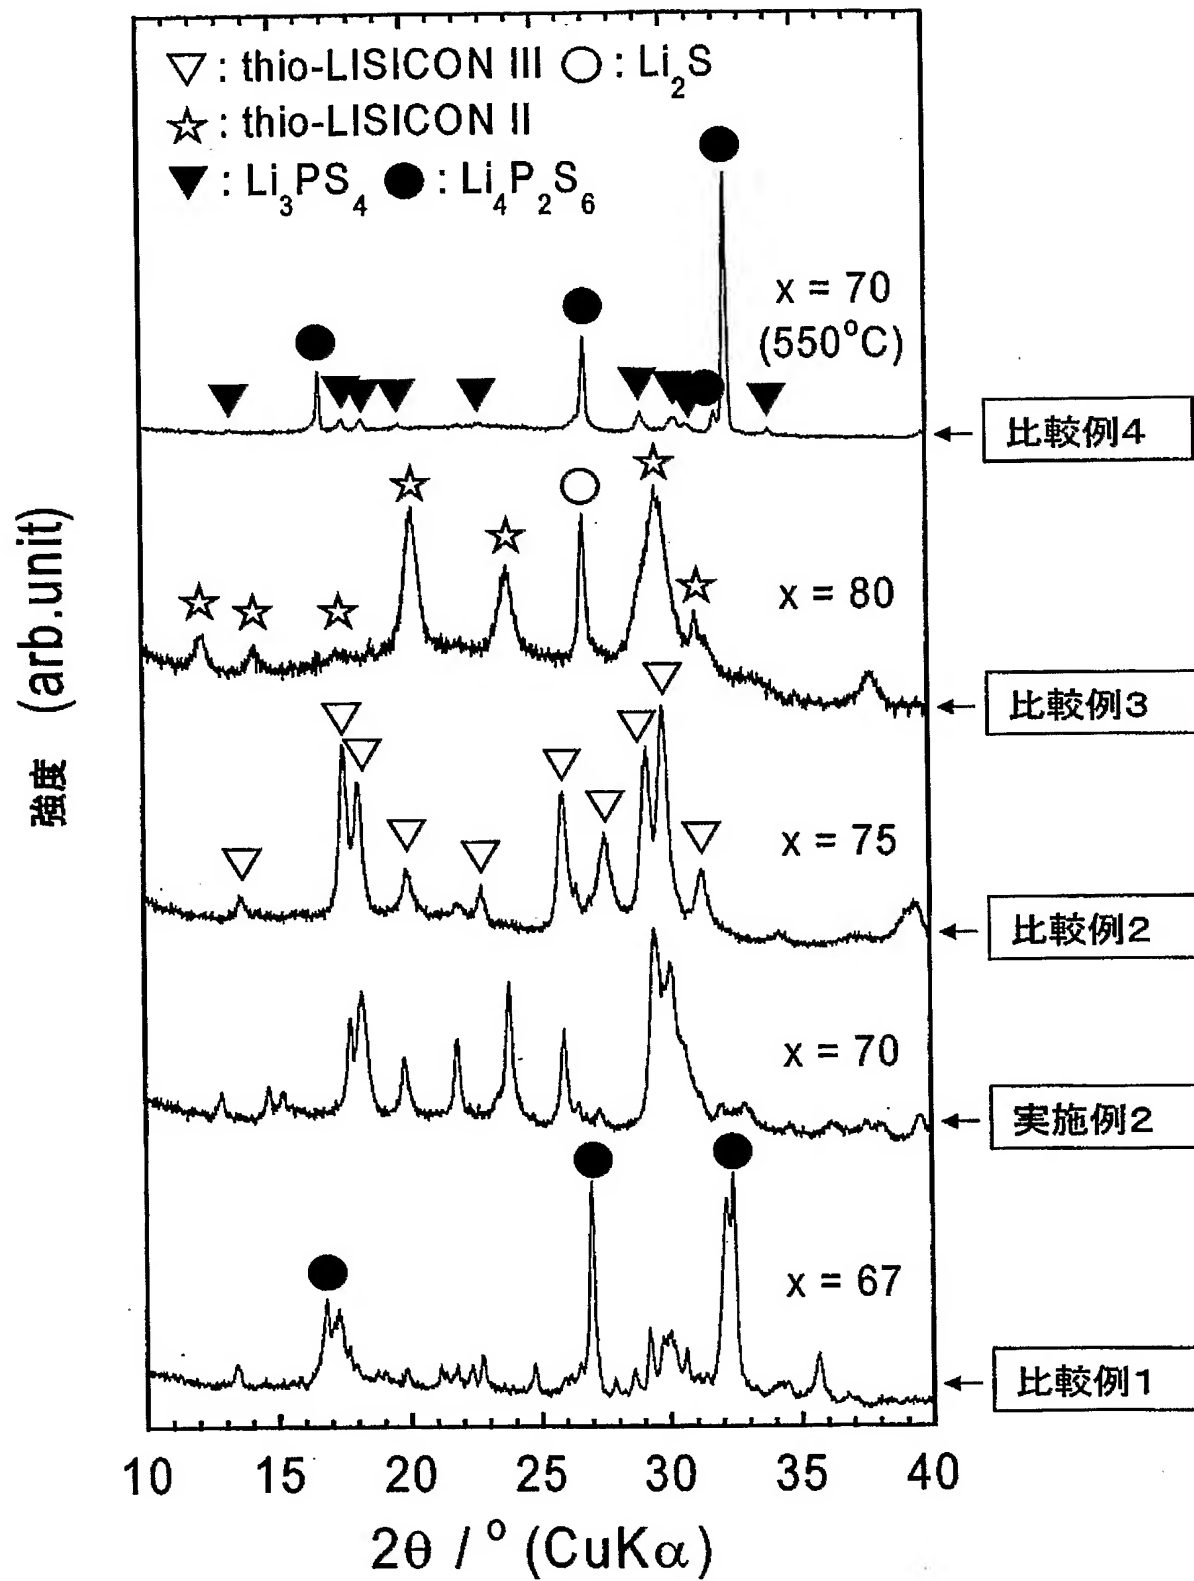 ▽ : thio-LISICON III ○ : Li₂S
☆ : thio-LISICON II
▼ : Li₃PS₄ ● : Li₄P₂S₆
x = 70
(550°C)
比較例4
x = 80
比較例3
x = 75
比較例2
x = 70
実施例2
x = 67
比較例1
強度 (arb.unit)
10 15 20 25 30 35 40
2θ / ° (CuKα)